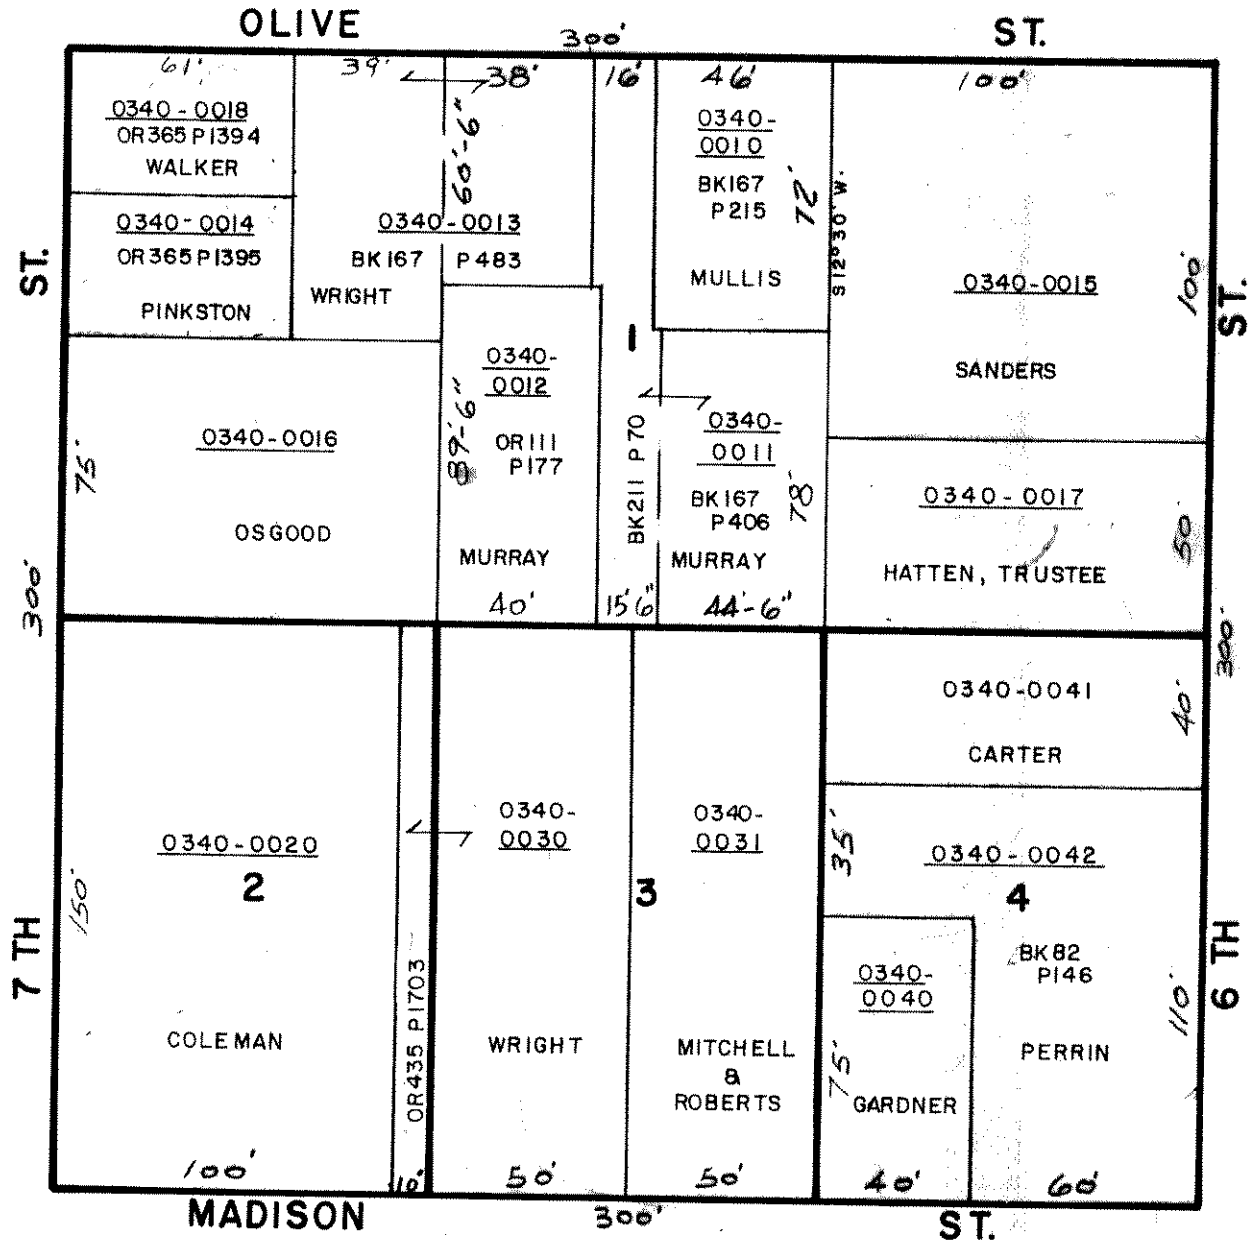 OLIVE ST.
300'
61' 39' 38' 16' 46' 100'
0340-0018
OR365 P1394
WALKER
0340-0014
OR365 P1395
PINKSTON
60'-6"
0340-0013
BK167 P483
WRIGHT
0340-
0010
BK167
P215
MULLIS
72'
S12°30'W.
0340-0015
SANDERS
100'
ST.
ST.
1
0340-0016
OSGOOD
75'
0340-
0012
OR111
P177
MURRAY
89'-6"
40'
BK211 P70
15'6"
0340-
0011
BK167
P406
MURRAY
78'
44'-6"
0340-0017
HATTEN, TRUSTEE
50
300'
300'
0340-0041
CARTER
40'
0340-0020
2
COLEMAN
150'
100'
OR435 P1703
10'
0340-
0030
WRIGHT
50'
3
0340-
0031
MITCHELL
&
ROBERTS
50'
35'
0340-0042
4
BK82
P146
PERRIN
110'
60'
0340-
0040
GARDNER
75'
40'
7TH
6TH
MADISON ST.
300'